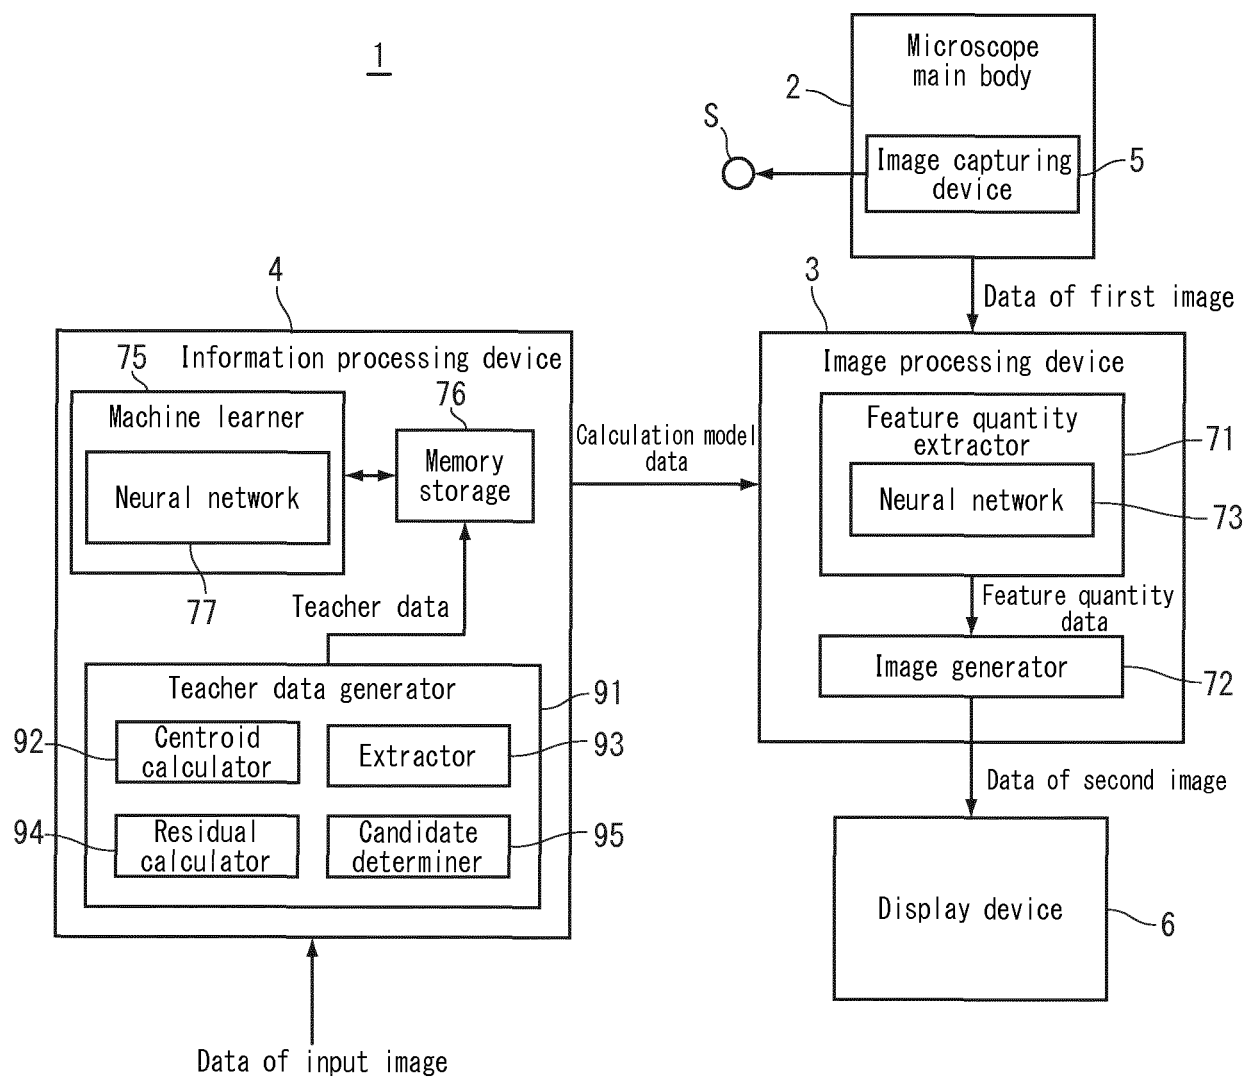 1
Microscope
main body
2
S
Image capturing
device
5
4
3
Data of first image
Information processing device
Image processing device
75
76
Machine learner
Neural network
77
Memory
storage
Calculation model
data
Feature quantity
extractor
71
Neural network
73
Teacher data
Feature quantity
data
Image generator
72
Teacher data generator
91
92
Centroid
calculator
Extractor
93
94
Residual
calculator
Candidate
determiner
95
Data of second image
Display device
6
Data of input image